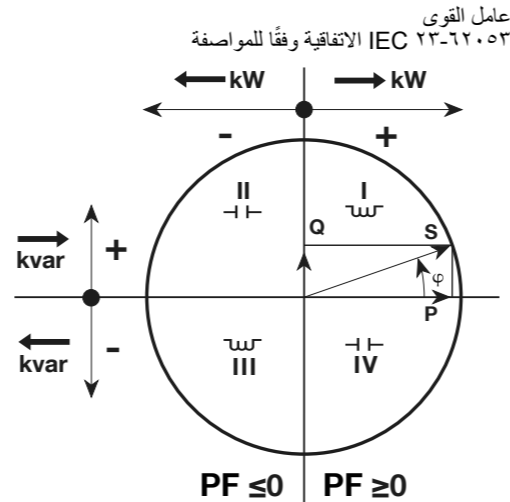 عامل القوى
الاتفاقية وفقًا للمواصفة IEC ٦٢٠٥٣-٢٣
kW
kW
-
+
II
I
Q
S
kvar
+
φ
P
kvar
-
III
IV
PF ≤0
PF ≥0